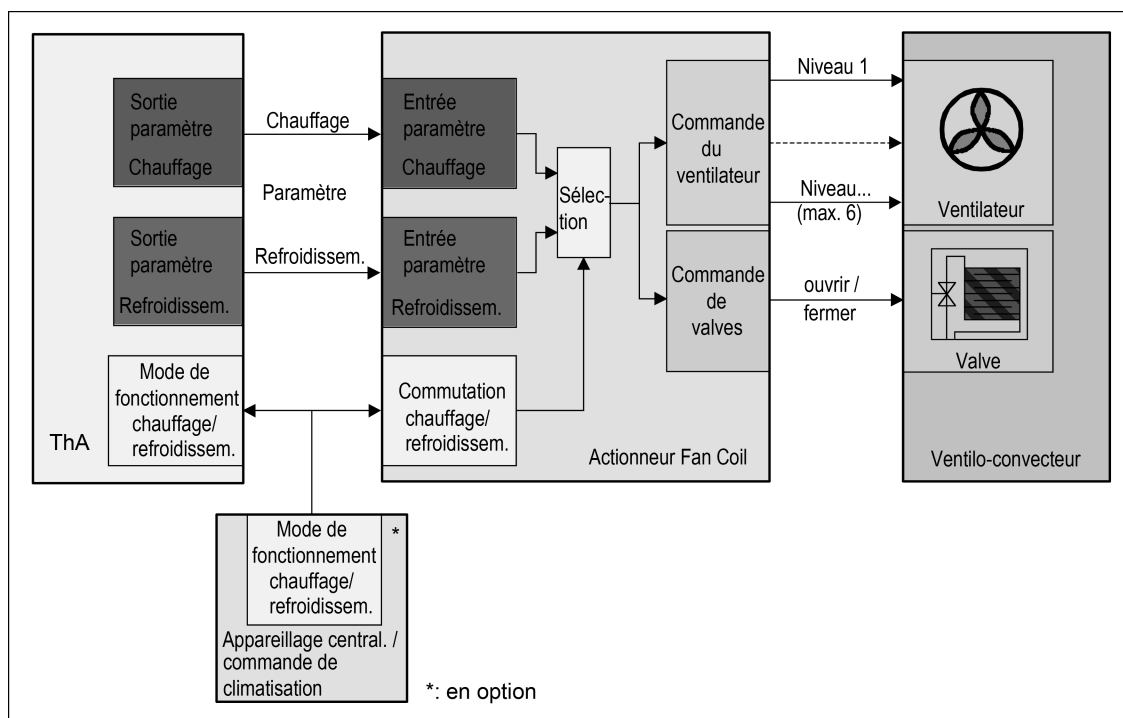 Sortie
paramètre
Chauffage
Chauffage
Entrée
paramètre
Chauffage
Paramètre
Sortie
paramètre
Refroidissem.
Refroidissem.
Entrée
paramètre
Refroidissem.
Mode de
fonctionnement
chauffage/
refroidissem.
ThA
Commutation
chauffage/
refroidissem.
Sélec-
tion
Commande
du
ventilateur
Commande
de
valves
Actionneur Fan Coil
Niveau 1
Niveau...
(max. 6)
ouvrir /
fermer
Ventilateur
Valve
Ventilo-convecteur
Mode de
fonctionnement
chauffage/
refroidissem.
*
Appareillage central. /
commande de
climatisation
*: en option